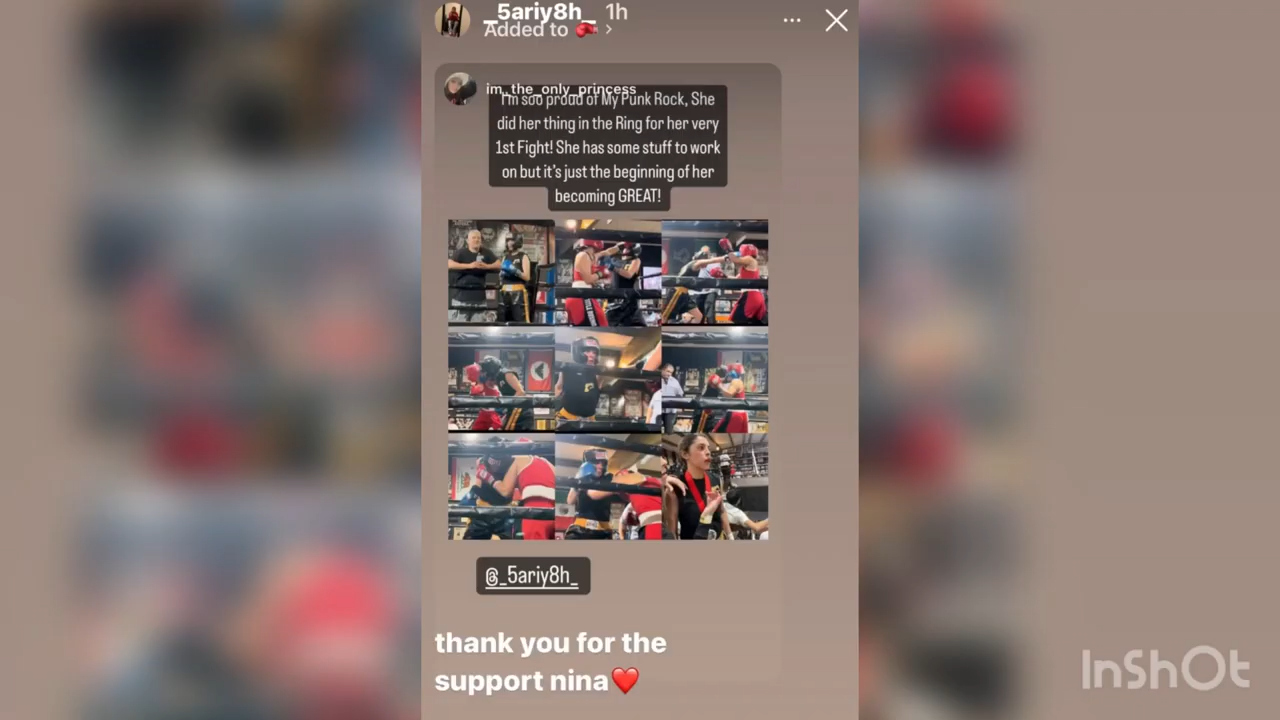 _5ariy8h_ 1h
Added to 🥊 >
im_the_only_princess
I'm soo proud of My Punk Rock, She
did her thing in the Ring for her very
1st Fight! She has some stuff to work
on but it's just the beginning of her
becoming GREAT!
@_5ariy8h_
thank you for the
support nina❤️
InShOt